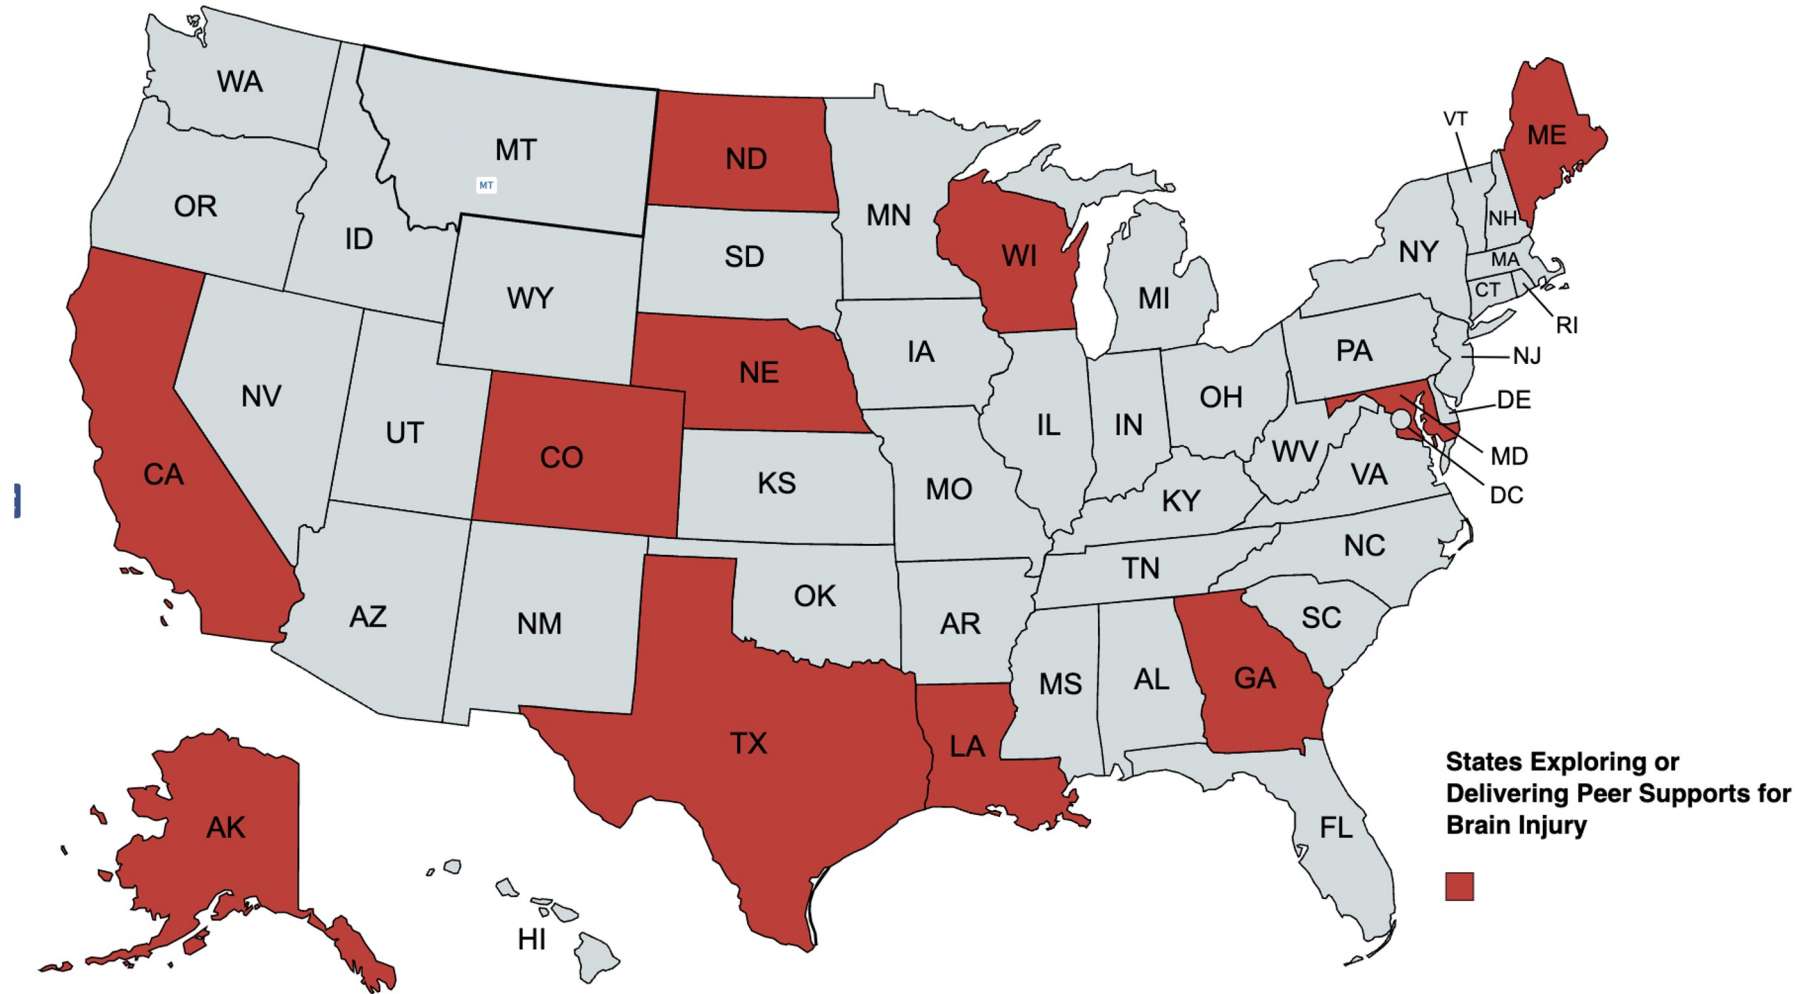 WA
MT
MT
ND
OR
ID
MN
SD
WI
WY
MI
VT
ME
NH
NY
MA
CT
RI
IA
NE
PA
NJ
NV
UT
CO
IL
IN
OH
DE
WV
MD
CA
KS
MO
KY
VA
DC
AZ
NM
OK
AR
TN
NC
SC
TX
LA
MS
AL
GA
AK
HI
FL
States Exploring or
Delivering Peer Supports for
Brain Injury